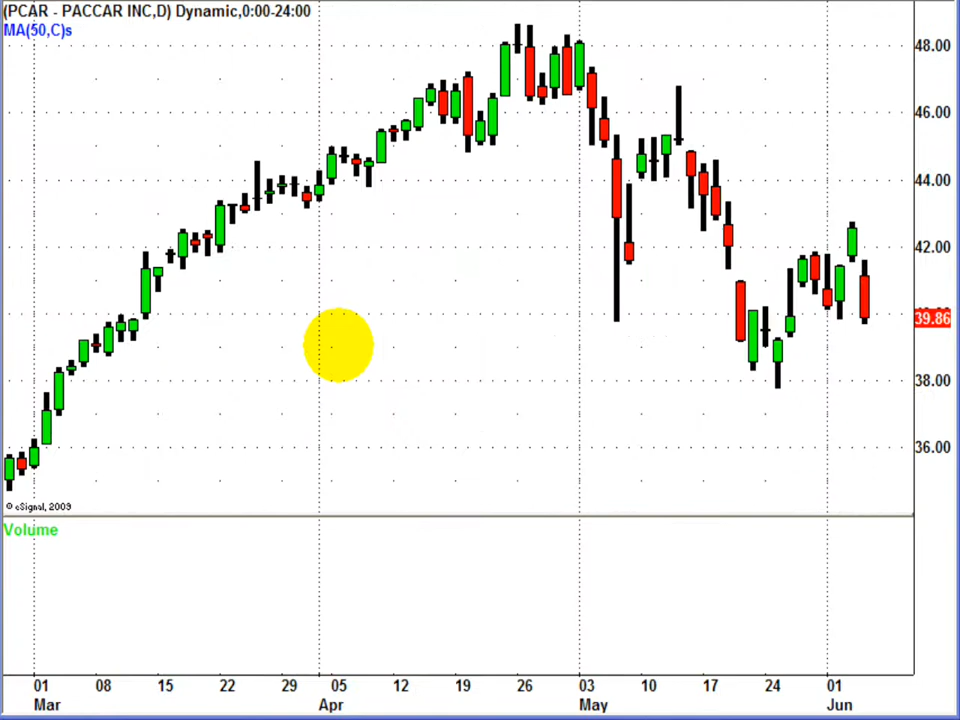 (PCAR - PACCAR INC,D) Dynamic,0:00-24:00
MA(50,C)s
48.00
46.00
44.00
42.00
39.86
38.00
36.00
© eSignal, 2009
Volume
01 08 15 22 29 05 12 19 26 03 10 17 24 01
Mar Apr May Jun